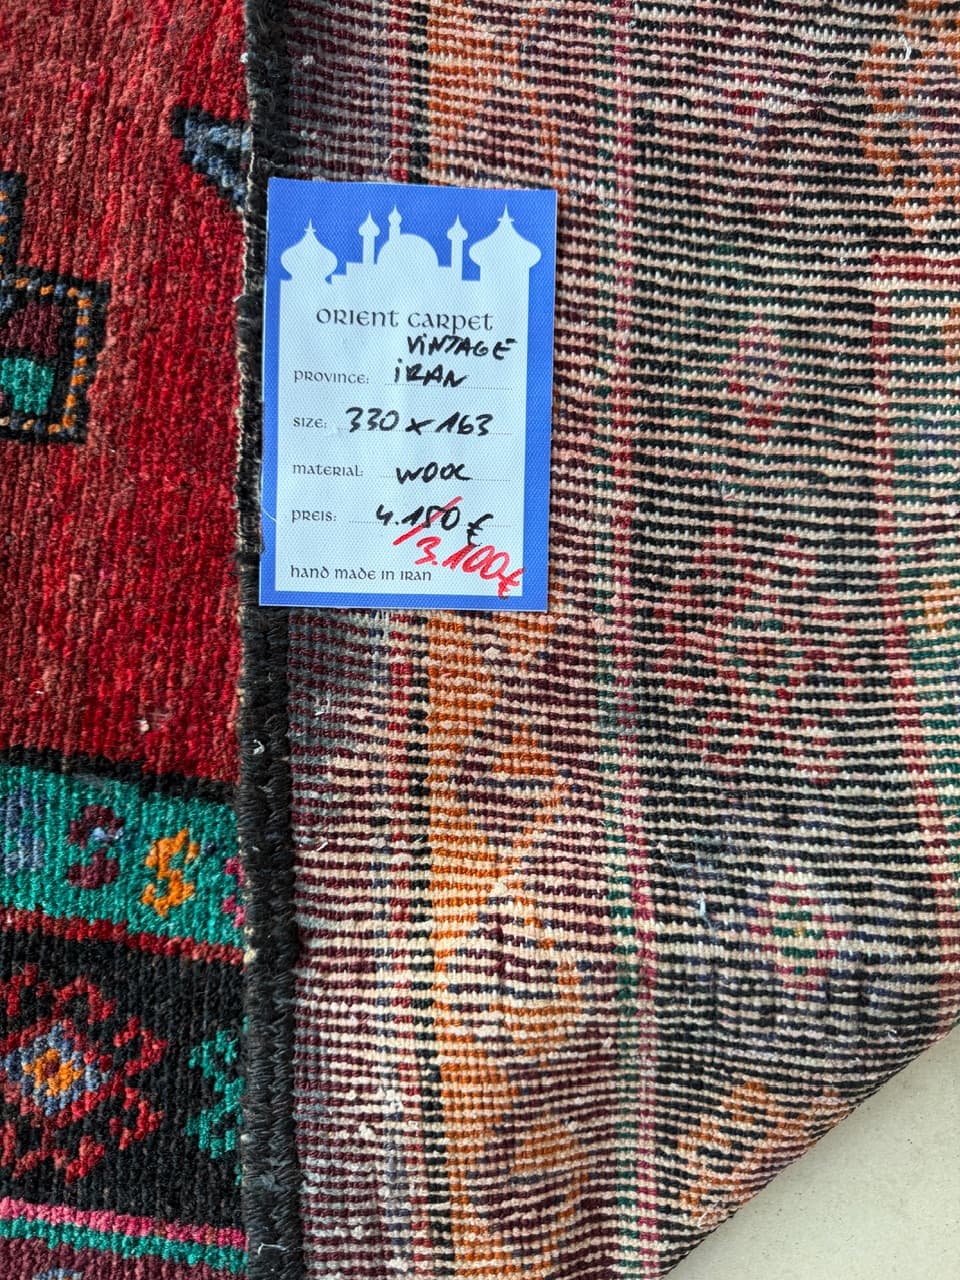 ORIENT CARPET
VINTAGE
PROVINCE: IRAN
SIZE: 330 x 163
MATERIAL: WOOL
PREIS: 4.150 €
3.100€
HAND MADE IN IRAN